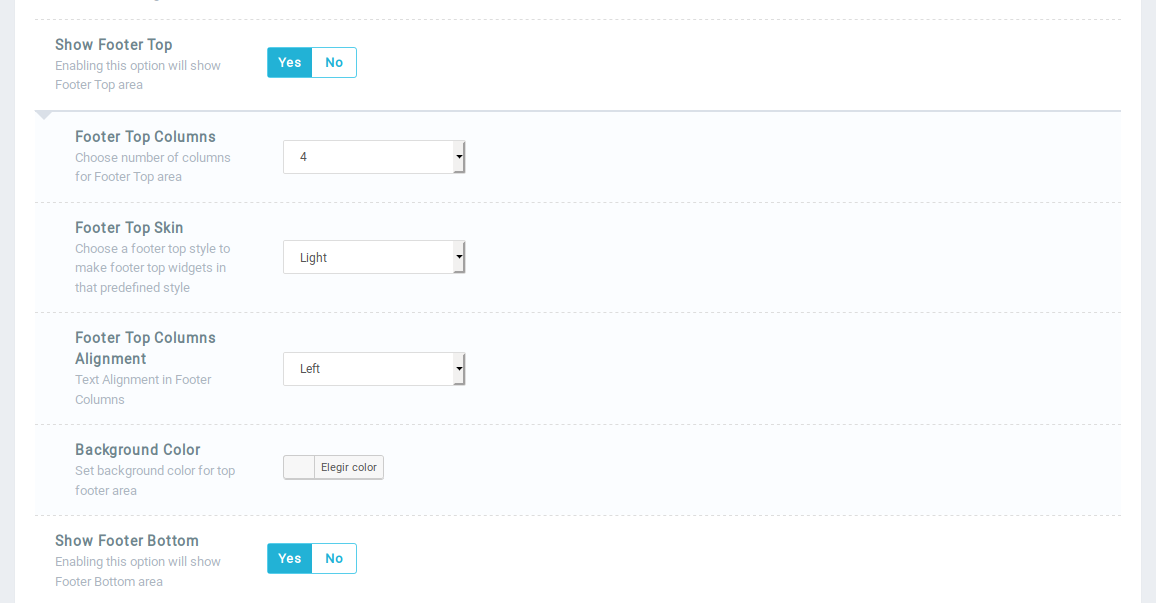 Show Footer Top
Enabling this option will show
Footer Top area
Yes No
Footer Top Columns
Choose number of columns
for Footer Top area
4
Footer Top Skin
Choose a footer top style to
make footer top widgets in
that predefined style
Light
Footer Top Columns
Alignment
Text Alignment in Footer
Columns
Left
Background Color
Set background color for top
footer area
Elegir color
Show Footer Bottom
Enabling this option will show
Footer Bottom area
Yes No